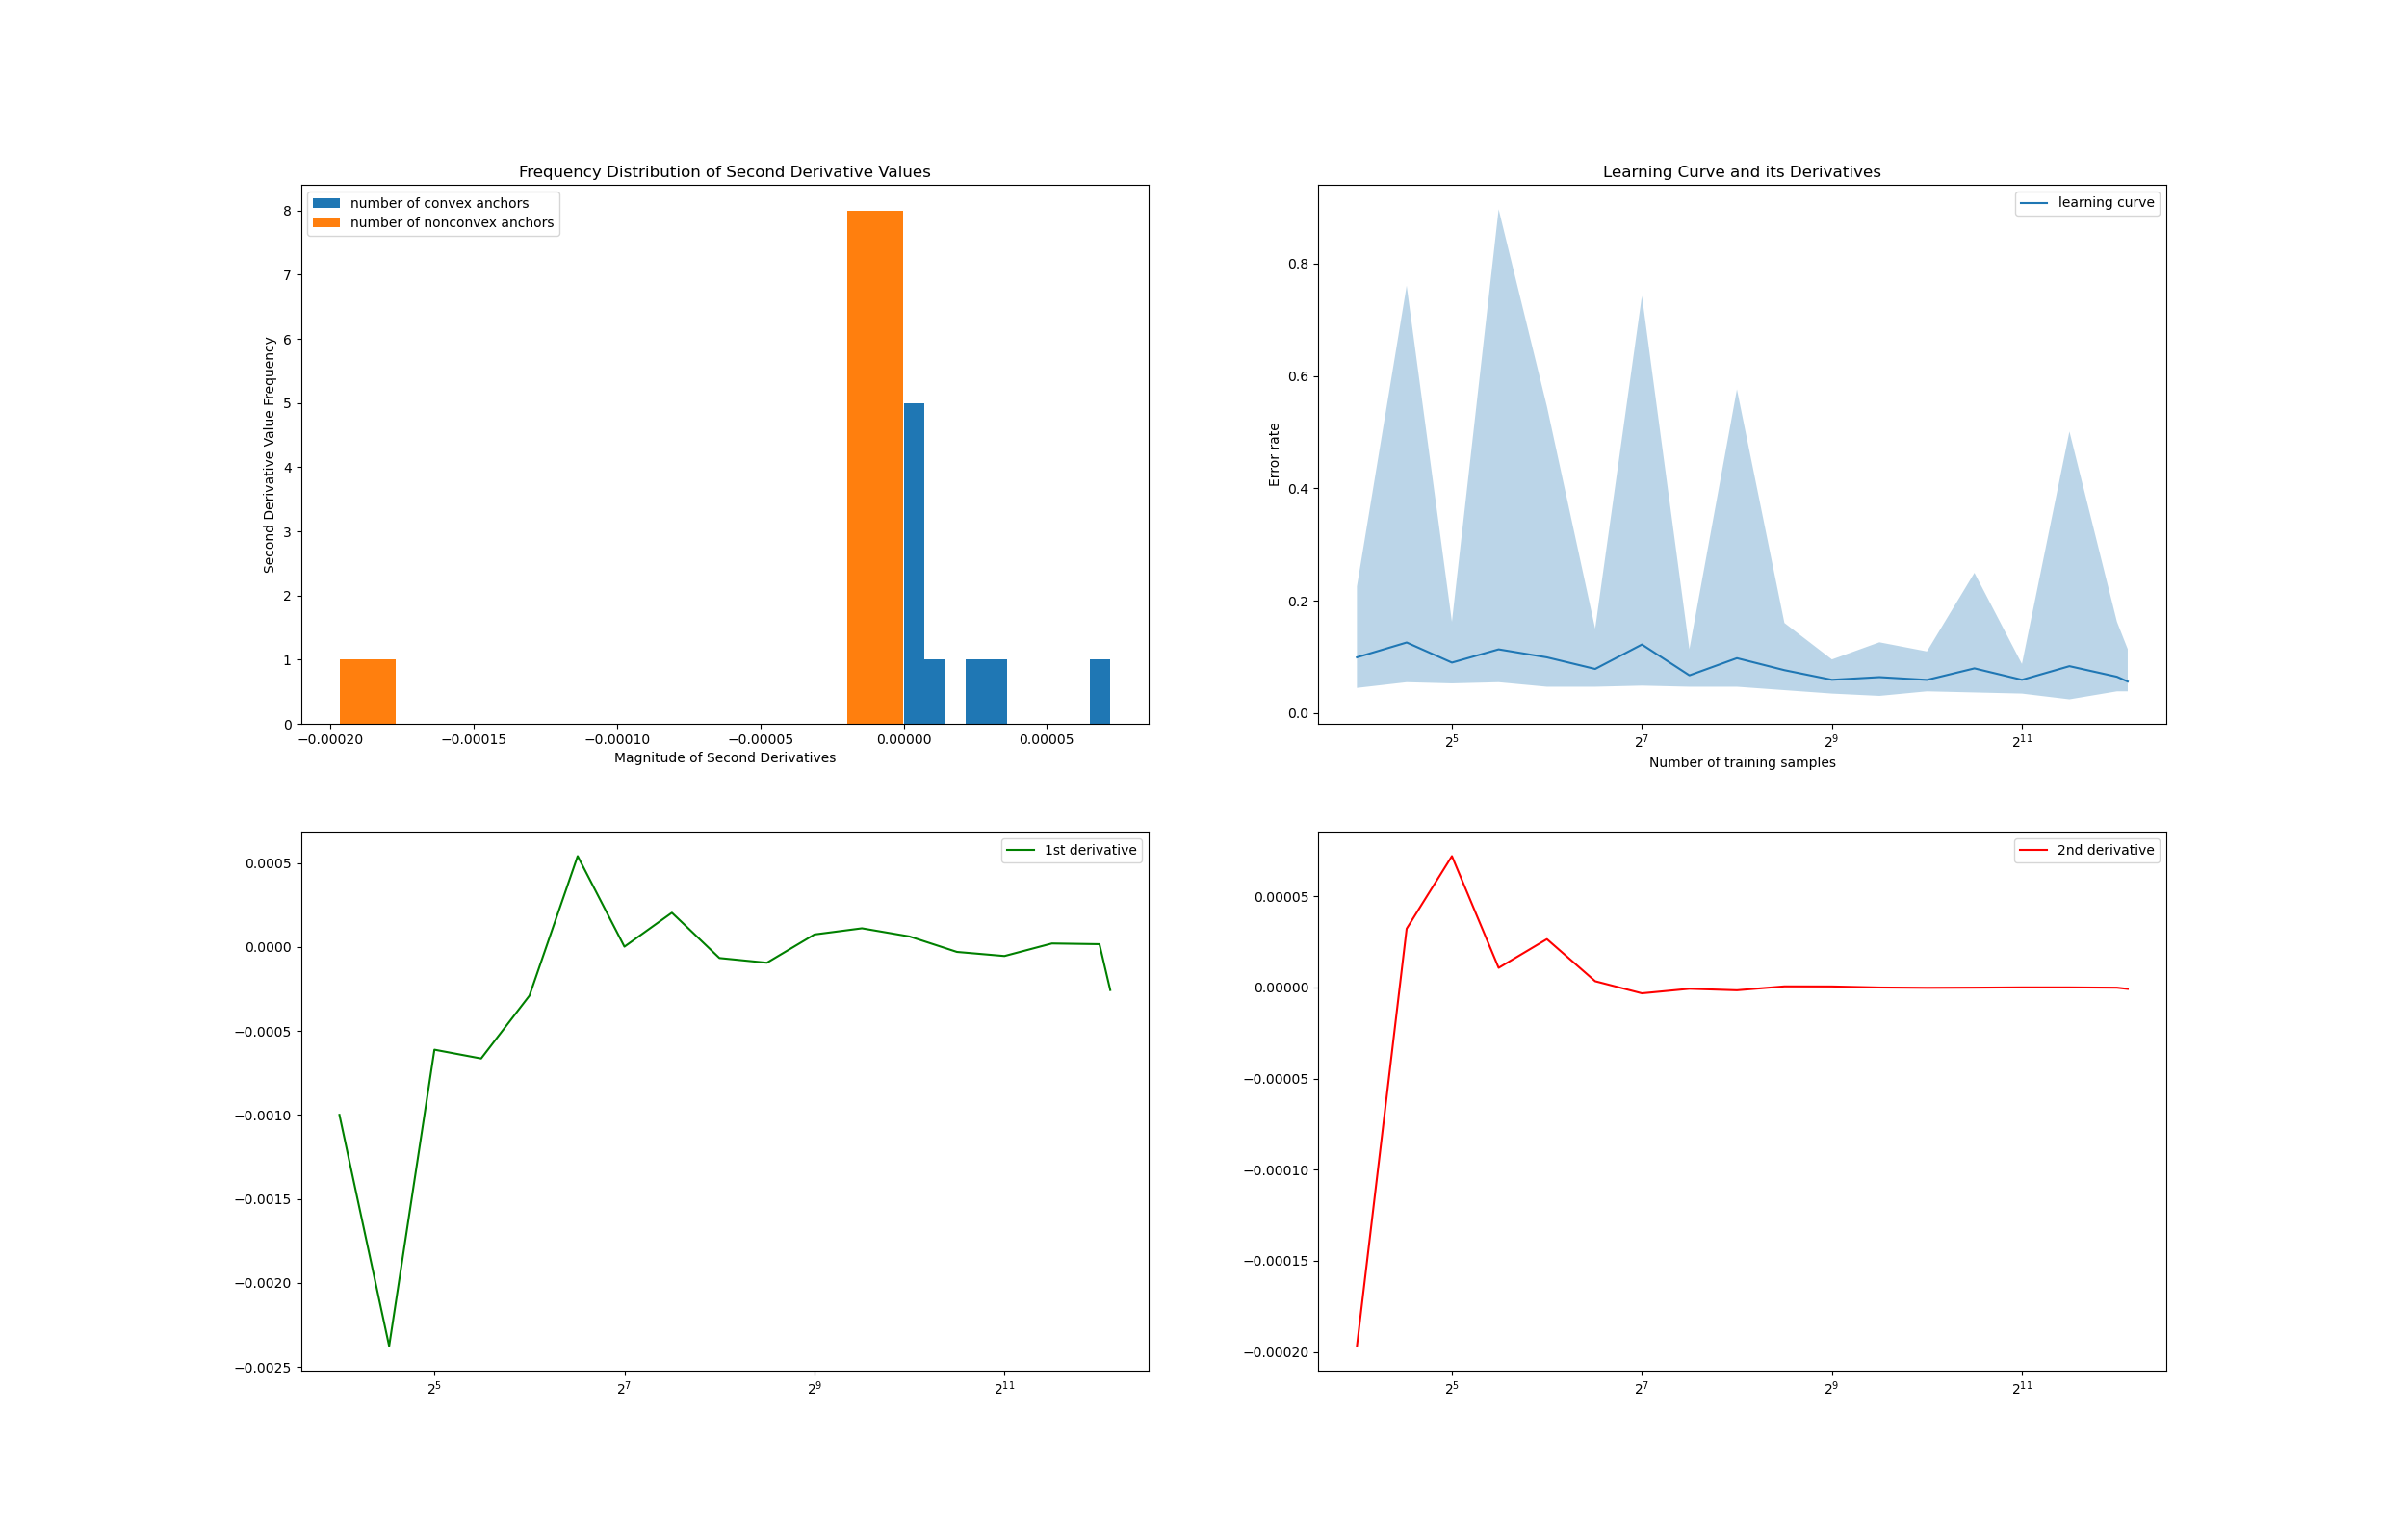 Frequency Distribution of Second Derivative Values
number of convex anchors
number of nonconvex anchors
Second Derivative Value Frequency
8
7
6
5
4
3
2
1
0
−0.00020 −0.00015 −0.00010 −0.00005 0.00000 0.00005
Magnitude of Second Derivatives
Learning Curve and its Derivatives
learning curve
Error rate
0.8
0.6
0.4
0.2
0.0
2^5 2^7 2^9 2^11
Number of training samples
1st derivative
0.0005
0.0000
−0.0005
−0.0010
−0.0015
−0.0020
−0.0025
2^5 2^7 2^9 2^11
2nd derivative
0.00005
0.00000
−0.00005
−0.00010
−0.00015
−0.00020
2^5 2^7 2^9 2^11